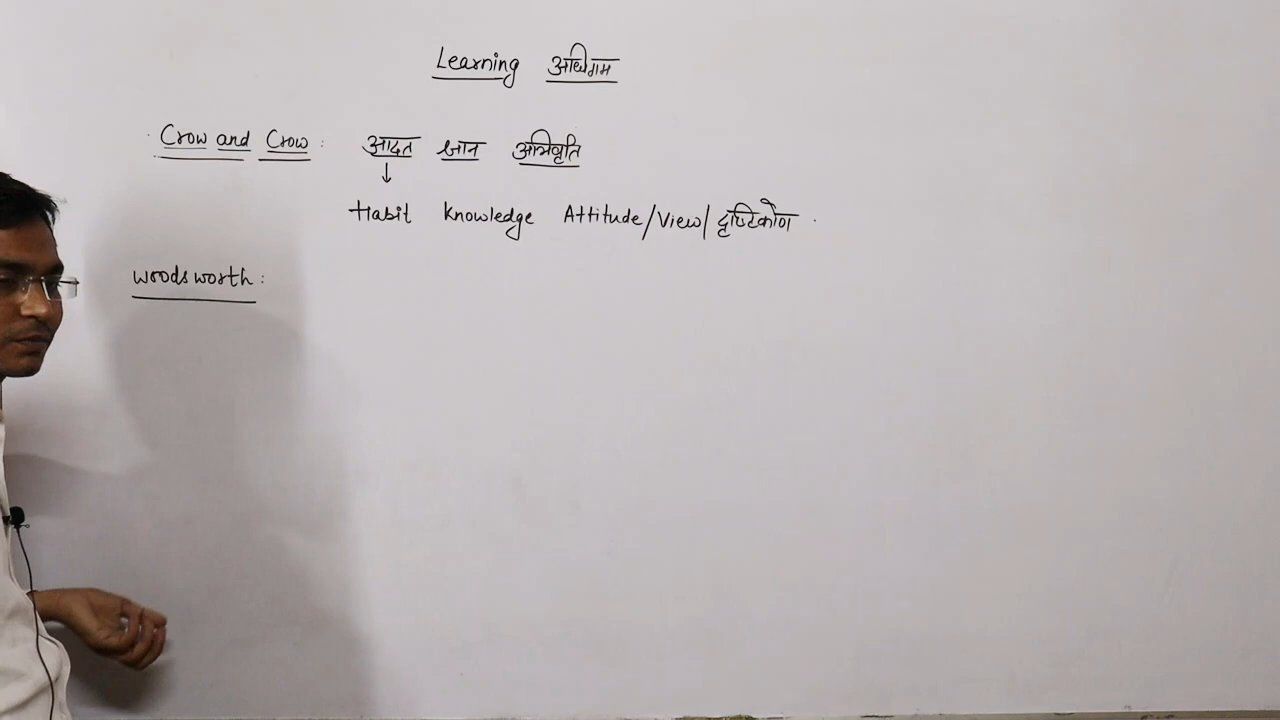 Learning अधिगम
Crow and Crow : आदत ज्ञान अभिवृति
↓
Habit Knowledge Attitude/View/दृष्टिकोण .
woodsworth :